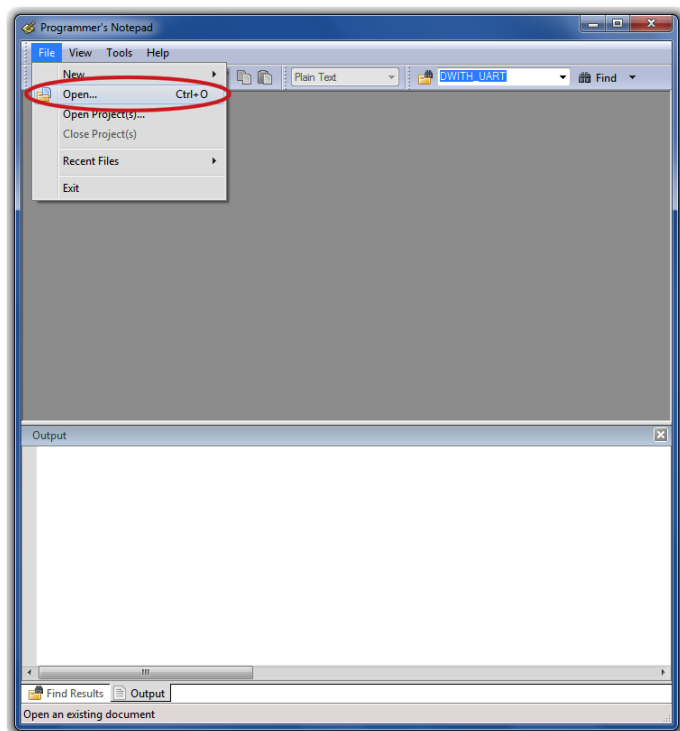 Programmer's Notepad
File View Tools Help
Plain Text DWITH_UART Find
New
Open... Ctrl+O
Open Project(s)...
Close Project(s)
Recent Files
Exit
Output
Find Results Output
Open an existing document